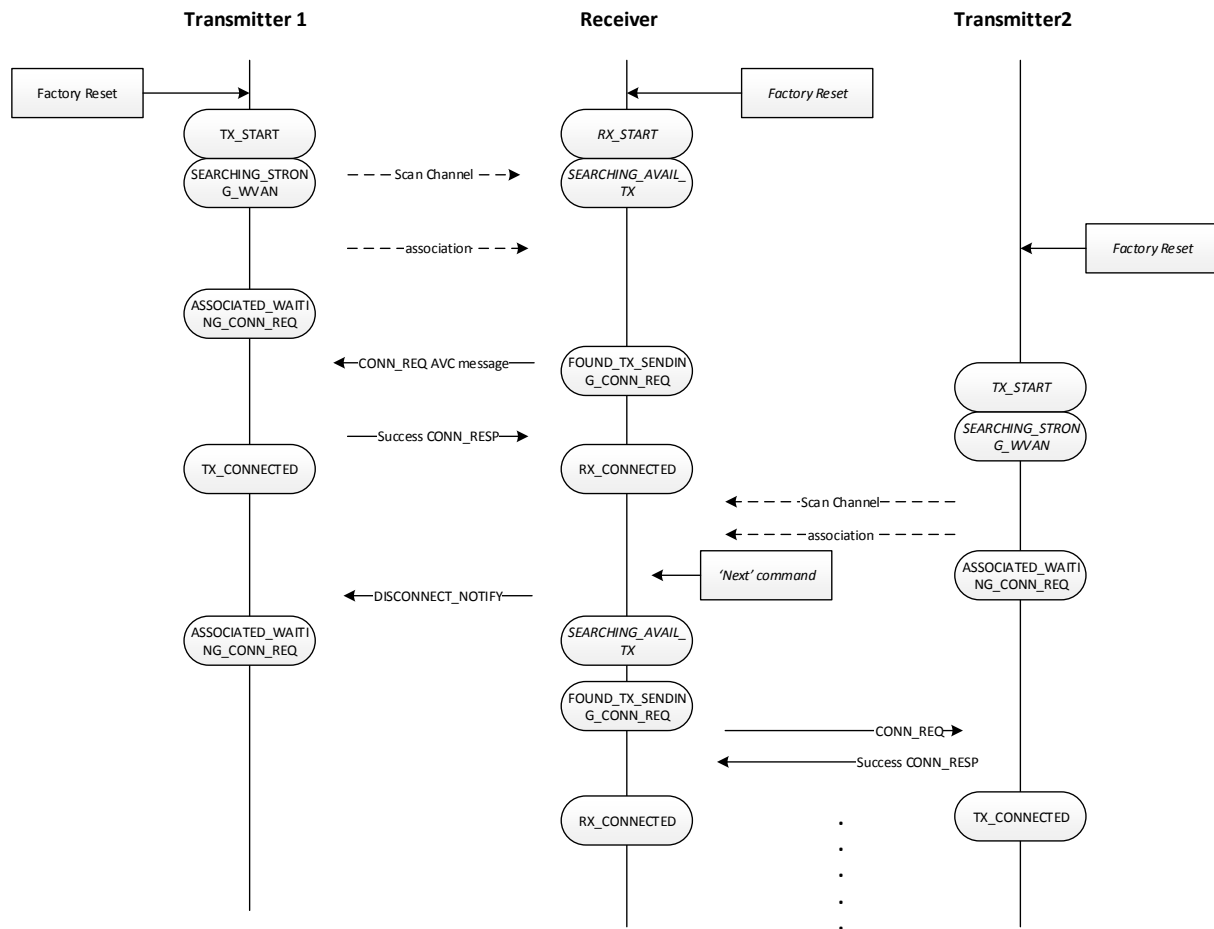 Transmitter 1
Receiver
Transmitter2
Factory Reset
Factory Reset
TX_START
RX_START
SEARCHING_STRON
G_WVAN
Scan Channel
SEARCHING_AVAIL_
TX
association
Factory Reset
ASSOCIATED_WAITI
NG_CONN_REQ
CONN_REQ AVC message
FOUND_TX_SENDIN
G_CONN_REQ
TX_START
Success CONN_RESP
SEARCHING_STRON
G_WVAN
TX_CONNECTED
RX_CONNECTED
Scan Channel
association
'Next' command
ASSOCIATED_WAITI
NG_CONN_REQ
DISCONNECT_NOTIFY
ASSOCIATED_WAITI
NG_CONN_REQ
SEARCHING_AVAIL_
TX
FOUND_TX_SENDIN
G_CONN_REQ
CONN_REQ
Success CONN_RESP
RX_CONNECTED
TX_CONNECTED
.
.
.
.
.